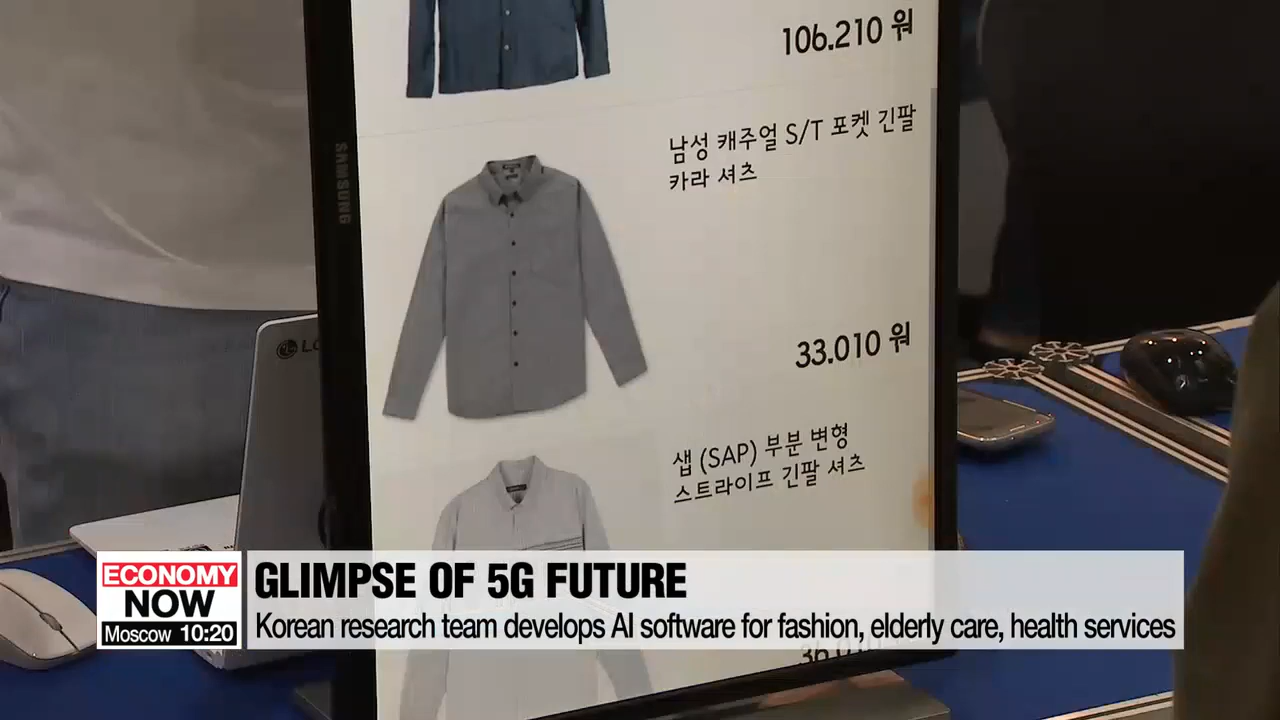 106.210 워
SAMSUNG
남성 캐주얼 S/T 포켓 긴팔
카라 셔츠
33.010 워
LG
샙 (SAP) 부분 변형
스트라이프 긴팔 셔츠
ECONOMY
NOW
Moscow 10:20
GLIMPSE OF 5G FUTURE
Korean research team develops AI software for fashion, elderly care, health services